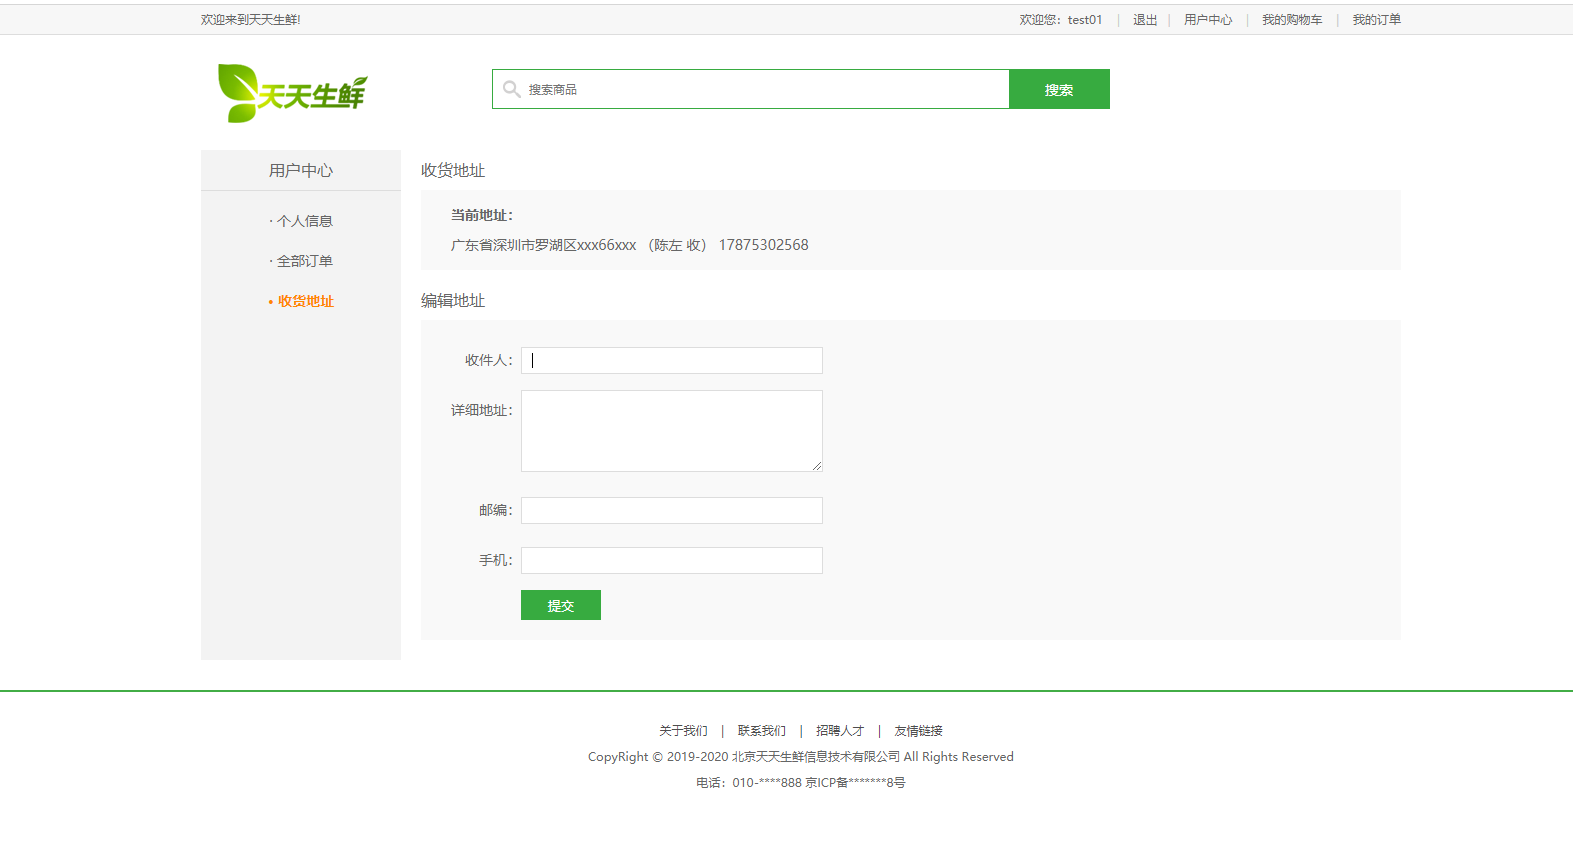 欢迎来到天天生鲜!
欢迎您：test01 | 退出 | 用户中心 | 我的购物车 | 我的订单
天天生鲜
搜索商品
搜索
用户中心
· 个人信息
· 全部订单
• 收货地址
收货地址
当前地址：
广东省深圳市罗湖区xxx66xxx （陈左 收） 17875302568
编辑地址
收件人：
详细地址：
邮编：
手机：
提交
关于我们 | 联系我们 | 招聘人才 | 友情链接
CopyRight © 2019-2020 北京天天生鲜信息技术有限公司 All Rights Reserved
电话：010-****888 京ICP备*******8号